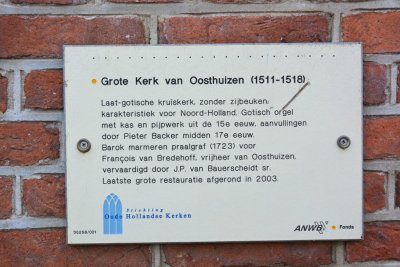 Grote Kerk van Oosthuizen (1511-1518)
Laat-gotische kruiskerk, zonder zijbeuken,
karakteristiek voor Noord-Holland. Gotisch orgel
met kas en pijpwerk uit de 15e eeuw, aanvullingen
door Pieter Backer midden 17e eeuw.
Barok marmeren praalgraf (1723) voor
François van Bredehoff, vrijheer van Oosthuizen,
vervaardigd door J.P. van Bauerscheidt sr.
Laatste grote restauratie afgerond in 2003.
Stichting
Oude Hollandse Kerken
ANWB Fonds
96268/001